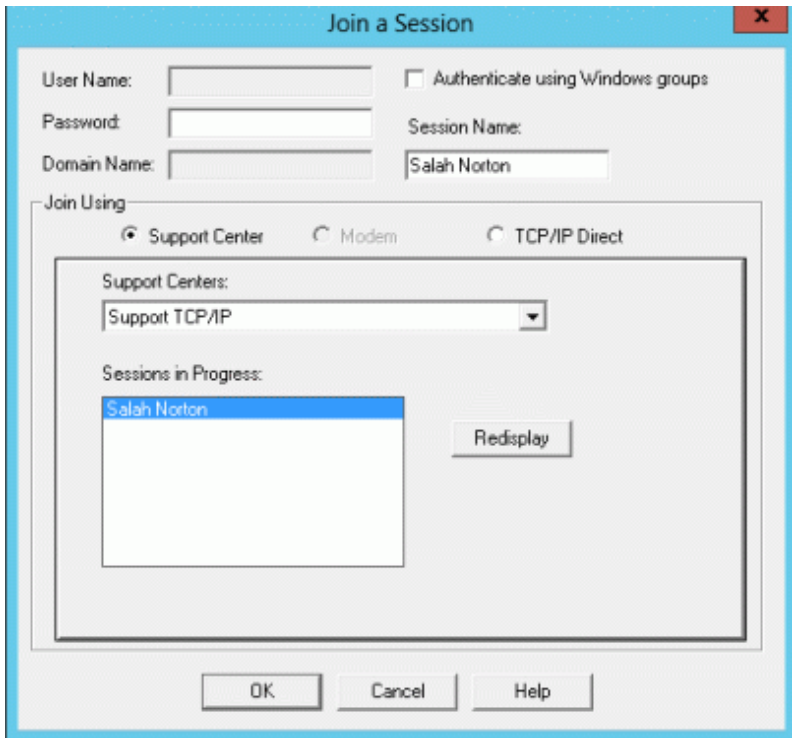 Join a Session
x
User Name:
Authenticate using Windows groups
Password:
Session Name:
Domain Name:
Salah Norton
Join Using
Support Center
Modem
TCP/IP Direct
Support Centers:
Support TCP/IP
Sessions in Progress:
Salah Norton
Redisplay
OK
Cancel
Help